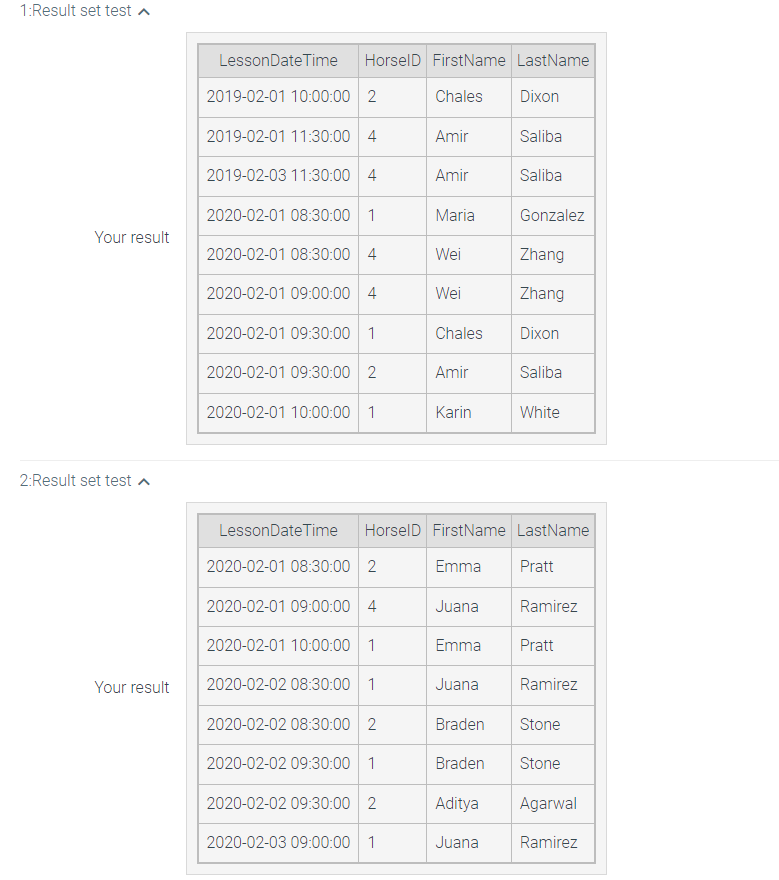 1:Result set test
LessonDateTime HorseID FirstName LastName
2019-02-01 10:00:00 2 Chales Dixon
2019-02-01 11:30:00 4 Amir Saliba
2019-02-03 11:30:00 4 Amir Saliba
2020-02-01 08:30:00 1 Maria Gonzalez
Your result
2020-02-01 08:30:00 4 Wei Zhang
2020-02-01 09:00:00 4 Wei Zhang
2020-02-01 09:30:00 1 Chales Dixon
2020-02-01 09:30:00 2 Amir Saliba
2020-02-01 10:00:00 1 Karin White
2:Result set test
LessonDateTime HorseID FirstName LastName
2020-02-01 08:30:00 2 Emma Pratt
2020-02-01 09:00:00 4 Juana Ramirez
2020-02-01 10:00:00 1 Emma Pratt
Your result
2020-02-02 08:30:00 1 Juana Ramirez
2020-02-02 08:30:00 2 Braden Stone
2020-02-02 09:30:00 1 Braden Stone
2020-02-02 09:30:00 2 Aditya Agarwal
2020-02-03 09:00:00 1 Juana Ramirez